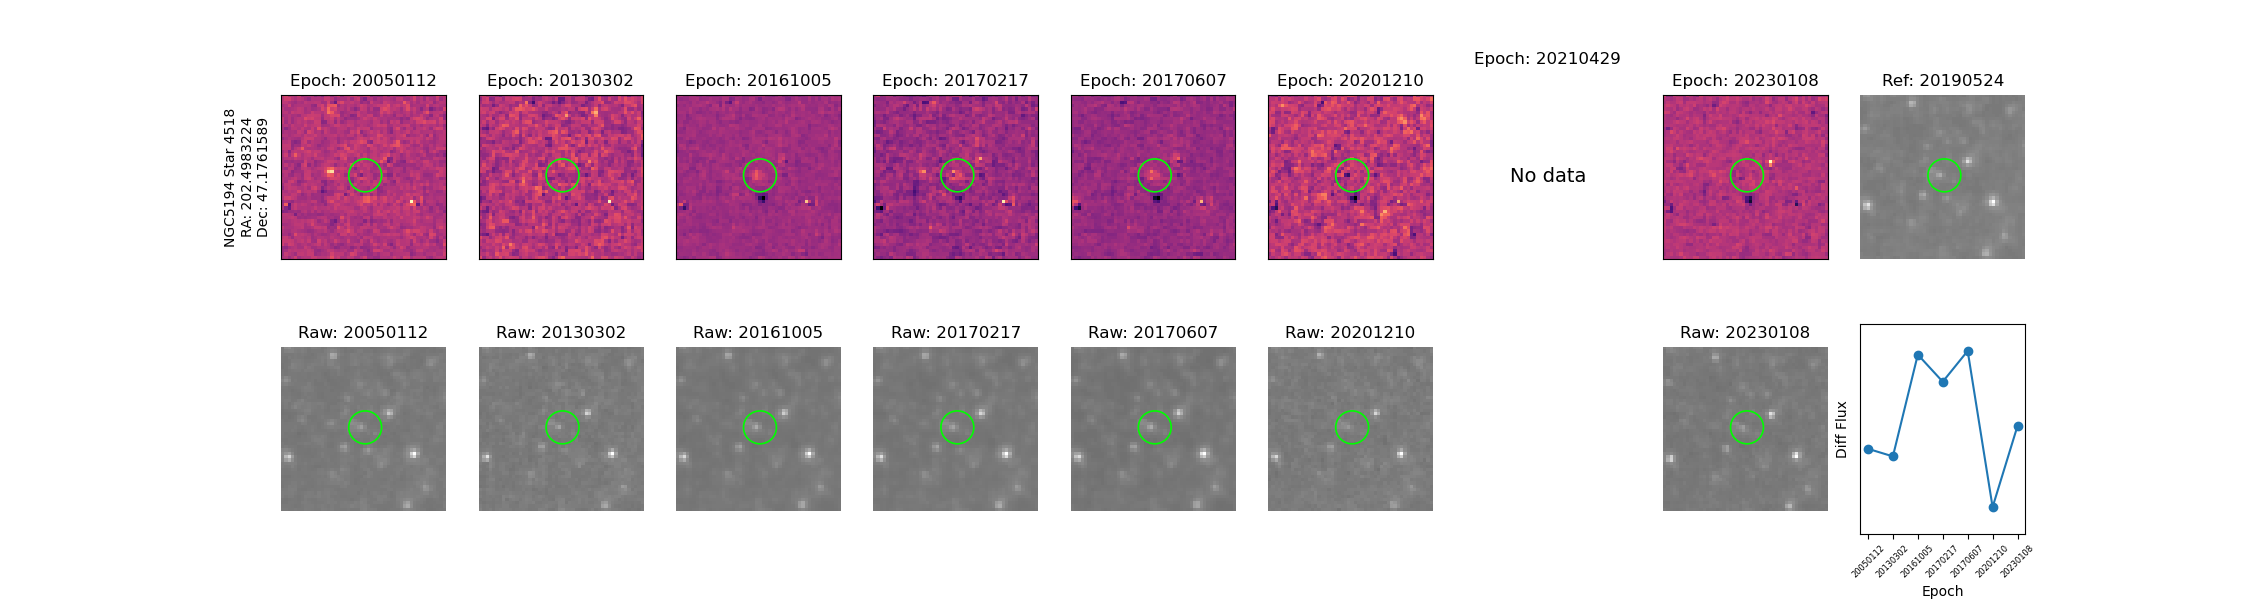 Epoch: 20210429
Epoch: 20050112
Epoch: 20130302
Epoch: 20161005
Epoch: 20170217
Epoch: 20170607
Epoch: 20201210
Epoch: 20230108
Ref: 20190524
NGC5194 Star 4518
RA: 202.4983224
Dec: 47.1761589
No data
Raw: 20050112
Raw: 20130302
Raw: 20161005
Raw: 20170217
Raw: 20170607
Raw: 20201210
Raw: 20230108
Diff Flux
20050112
20130302
20161005
20170217
20170607
20201210
20230108
Epoch